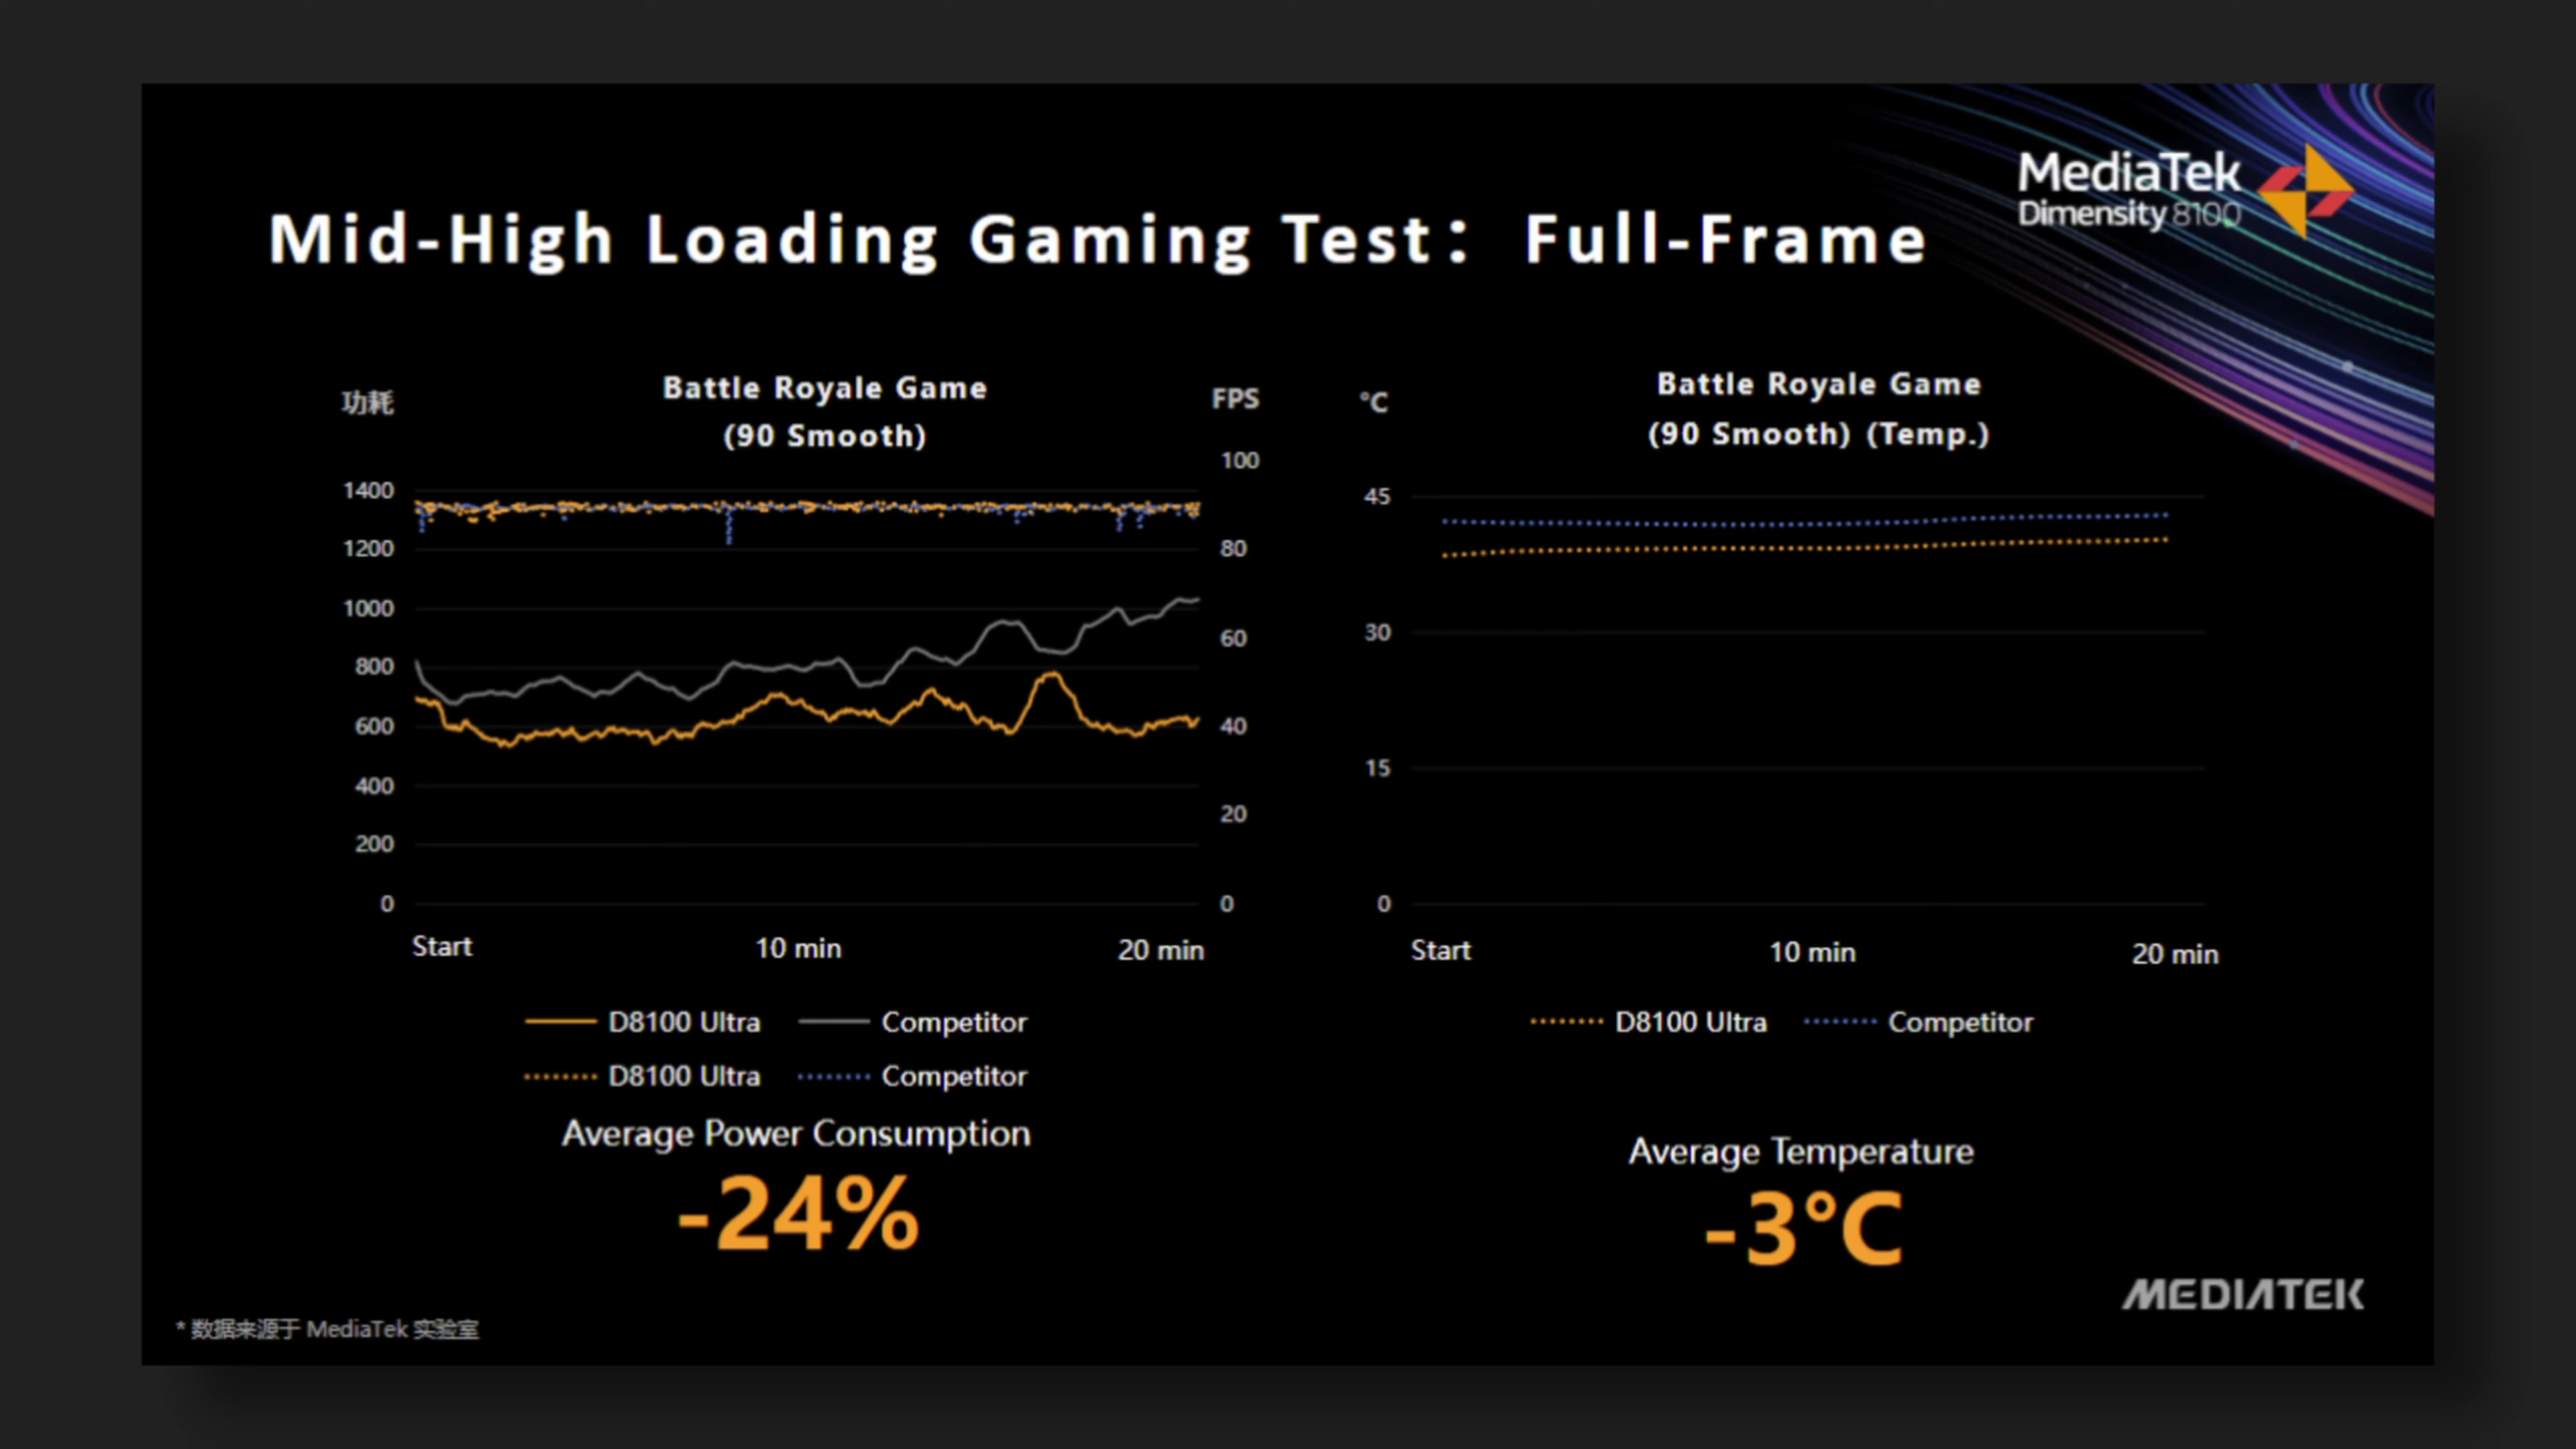 MediaTek
Dimensity 8100
Mid-High Loading Gaming Test： Full-Frame
功耗
Battle Royale Game
(90 Smooth)
FPS
1400
1200
1000
800
600
400
200
0
100
80
60
40
20
0
Start
10 min
20 min
D8100 Ultra
Competitor
D8100 Ultra
Competitor
Average Power Consumption
-24%
°C
Battle Royale Game
(90 Smooth) (Temp.)
45
30
15
0
Start
10 min
20 min
D8100 Ultra
Competitor
Average Temperature
-3°C
MEDIATEK
* 数据来源于 MediaTek 实验室